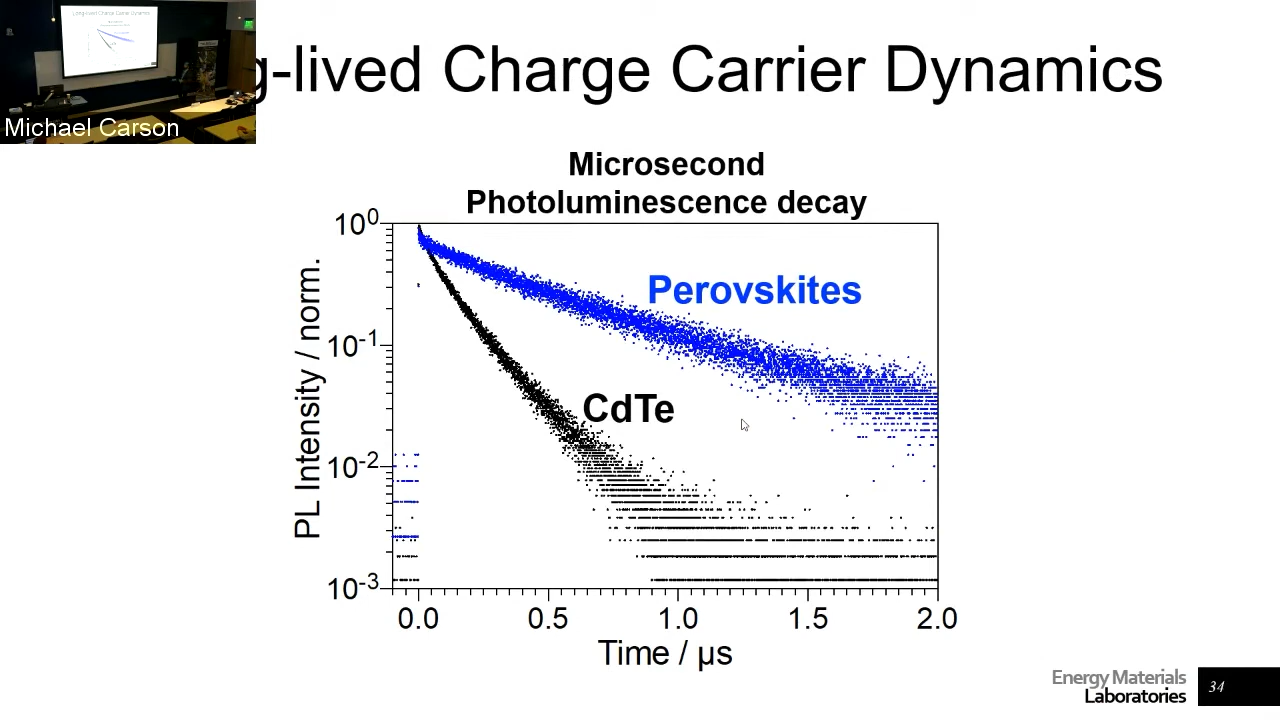 g-lived Charge Carrier Dynamics
Michael Carson
Microsecond
Photoluminescence decay
10^0
10^-1
10^-2
10^-3
PL Intensity / norm.
Perovskites
CdTe
0.0 0.5 1.0 1.5 2.0
Time / µs
Energy Materials
Laboratories
34